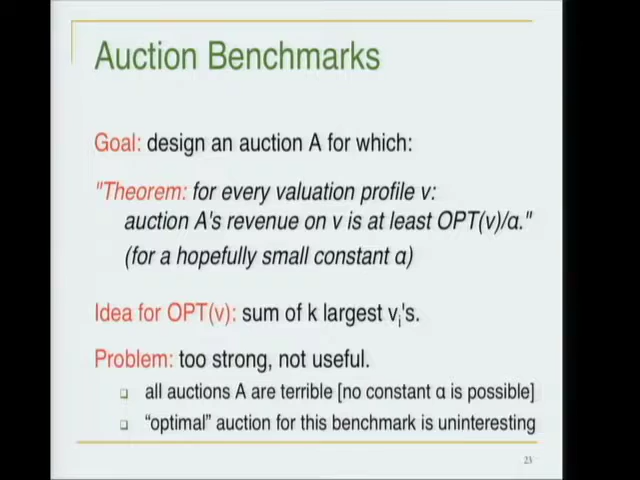 Auction Benchmarks
Goal: design an auction A for which:
"Theorem: for every valuation profile v:
auction A's revenue on v is at least OPT(v)/α."
(for a hopefully small constant α)
Idea for OPT(v): sum of k largest vi's.
Problem: too strong, not useful.
all auctions A are terrible [no constant α is possible]
“optimal” auction for this benchmark is uninteresting
23